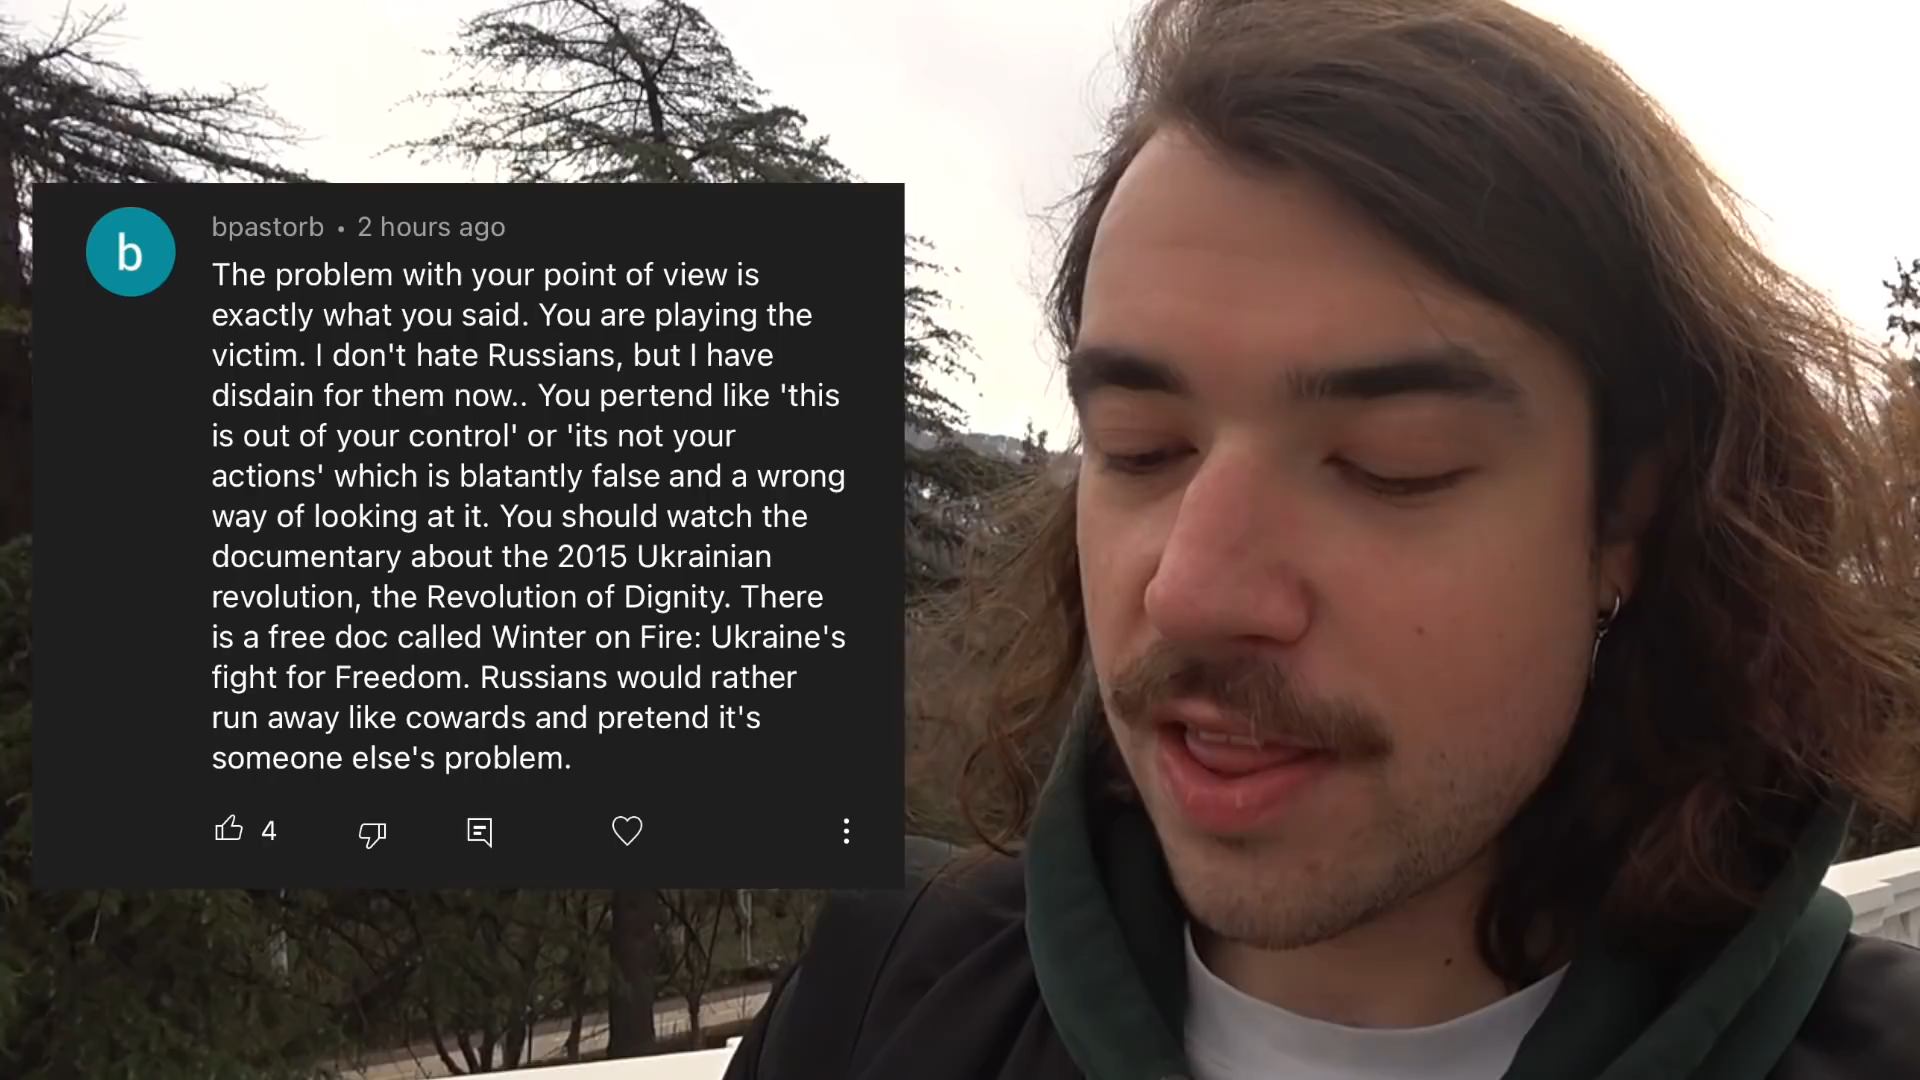 b
bpastorb • 2 hours ago
The problem with your point of view is
exactly what you said. You are playing the
victim. I don't hate Russians, but I have
disdain for them now.. You pertend like 'this
is out of your control' or 'its not your
actions' which is blatantly false and a wrong
way of looking at it. You should watch the
documentary about the 2015 Ukrainian
revolution, the Revolution of Dignity. There
is a free doc called Winter on Fire: Ukraine's
fight for Freedom. Russians would rather
run away like cowards and pretend it's
someone else's problem.
4